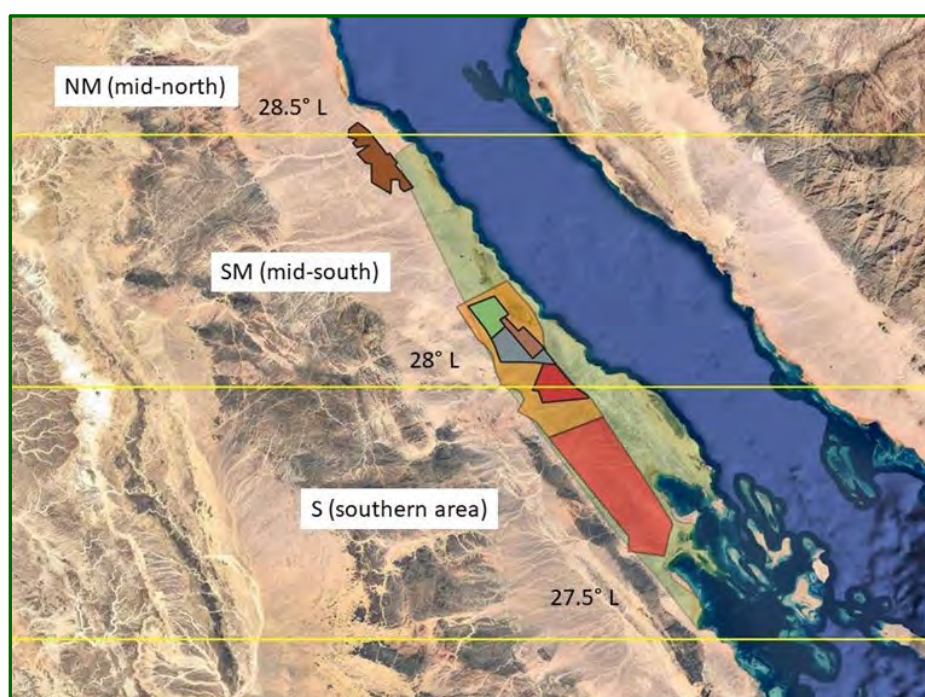 NM (mid-north)
28.5° L
SM (mid-south)
28° L
S (southern area)
27.5° L